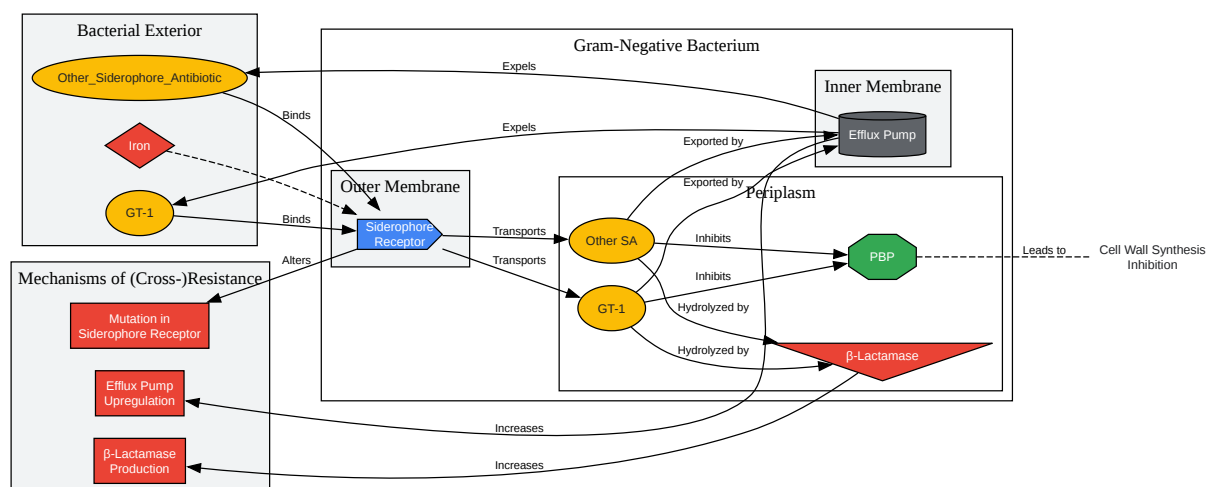 Bacterial Exterior
Other_Siderophore_Antibiotic
Iron
GT-1
Binds
Binds
Expels
Expels
Gram-Negative Bacterium
Inner Membrane
Efflux Pump
Exported by
Exported by
Outer Membrane
Siderophore
Receptor
Transports
Transports
Periplasm
Other SA
GT-1
Inhibits
Inhibits
PBP
Leads to
Cell Wall Synthesis
Inhibition
Hydrolyzed by
Hydrolyzed by
β-Lactamase
Mechanisms of (Cross-)Resistance
Alters
Mutation in
Siderophore Receptor
Efflux Pump
Upregulation
β-Lactamase
Production
Increases
Increases